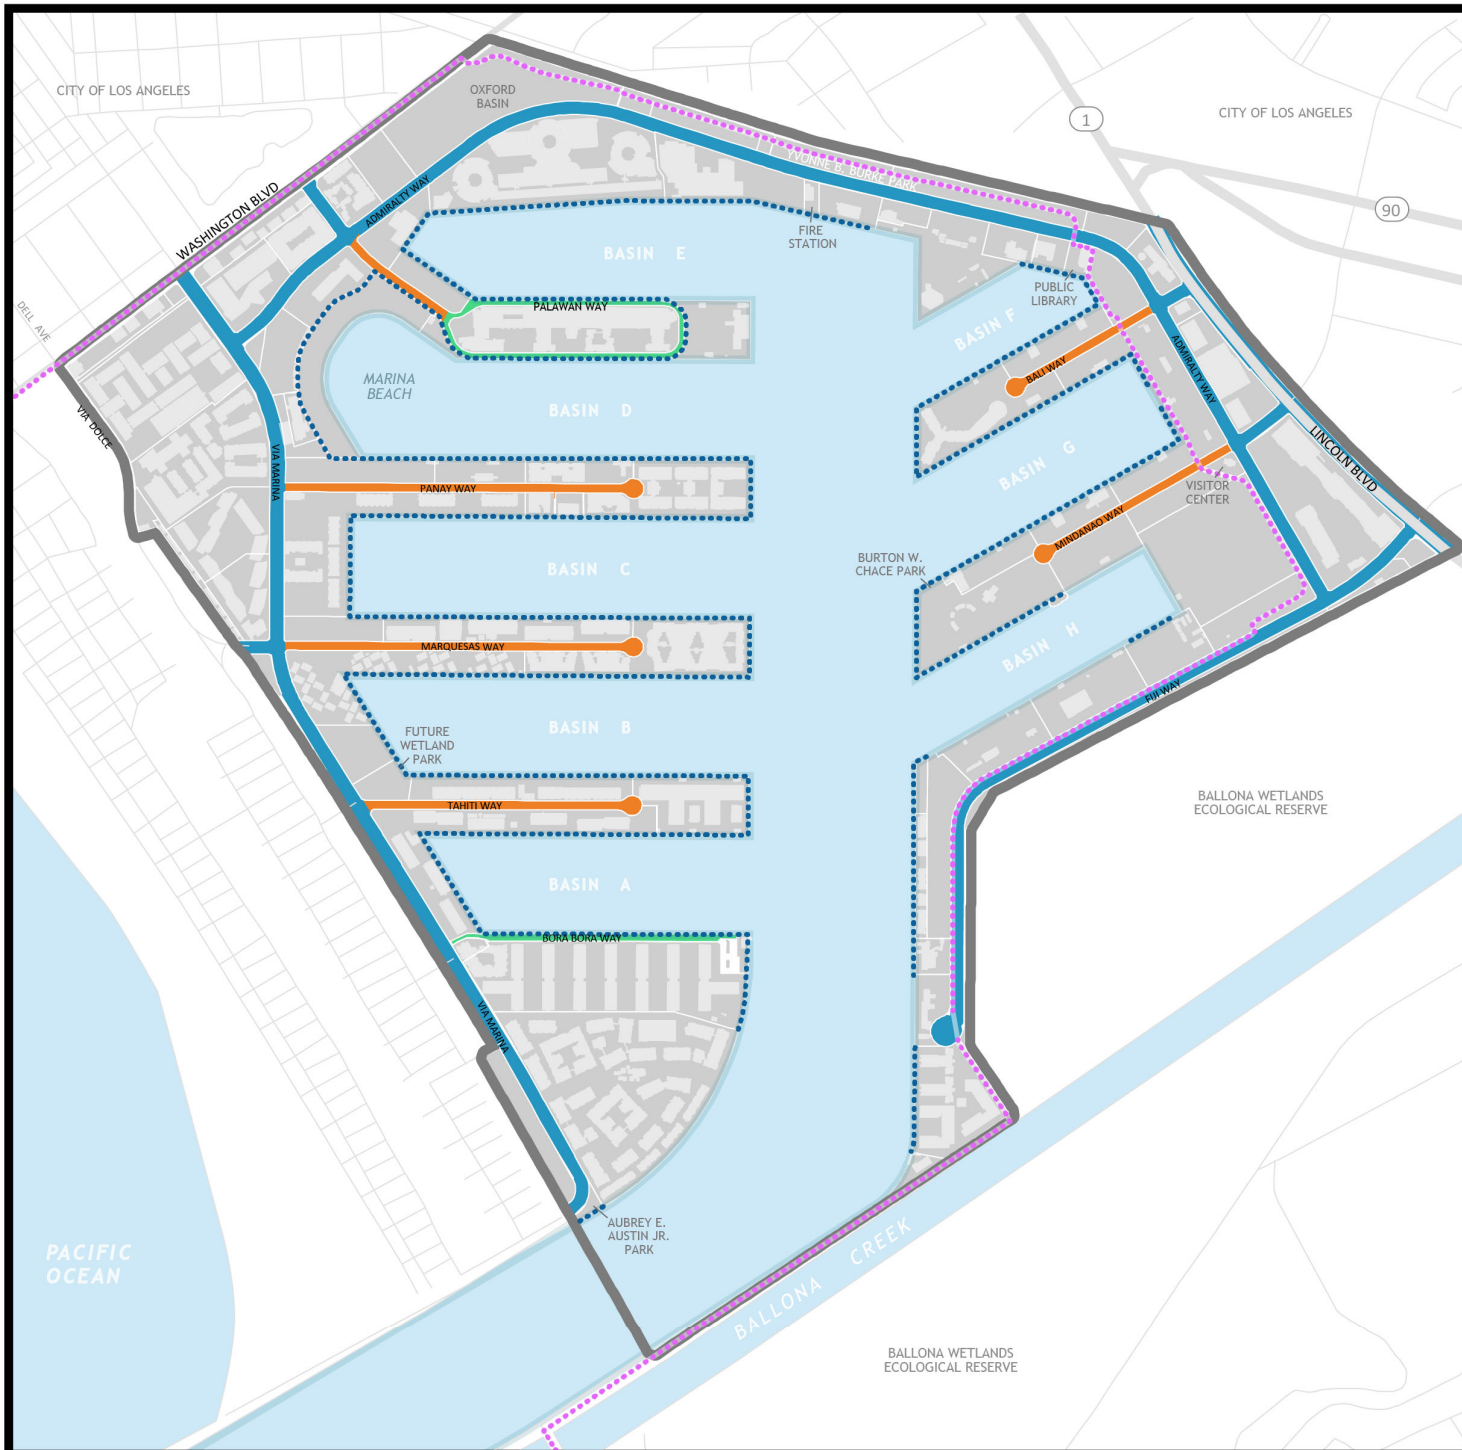 CITY OF LOS ANGELES
OXFORD
BASIN
1
CITY OF LOS ANGELES
90
WASHINGTON BLVD
ADMIRALTY WAY
YVONNE B. BURKE PARK
FIRE
STATION
BASIN E
PUBLIC
LIBRARY
DELL AVE
PALAWAN WAY
BASIN F
MARINA
BEACH
BALI WAY
ADMIRALTY WAY
BASIN D
VIA DOLCE
VIA MARINA
LINCOLN BLVD
BASIN G
PANAY WAY
VISITOR
CENTER
MINDANAO WAY
BURTON W.
CHACE PARK
BASIN C
BASIN H
MARQUESAS WAY
FIJI WAY
FUTURE
WETLAND
PARK
BASIN B
TAHITI WAY
BALLONA WETLANDS
ECOLOGICAL RESERVE
BASIN A
BORA BORA WAY
VIA MARINA
AUBREY E.
AUSTIN JR.
PARK
PACIFIC
OCEAN
BALLONA CREEK
BALLONA WETLANDS
ECOLOGICAL RESERVE